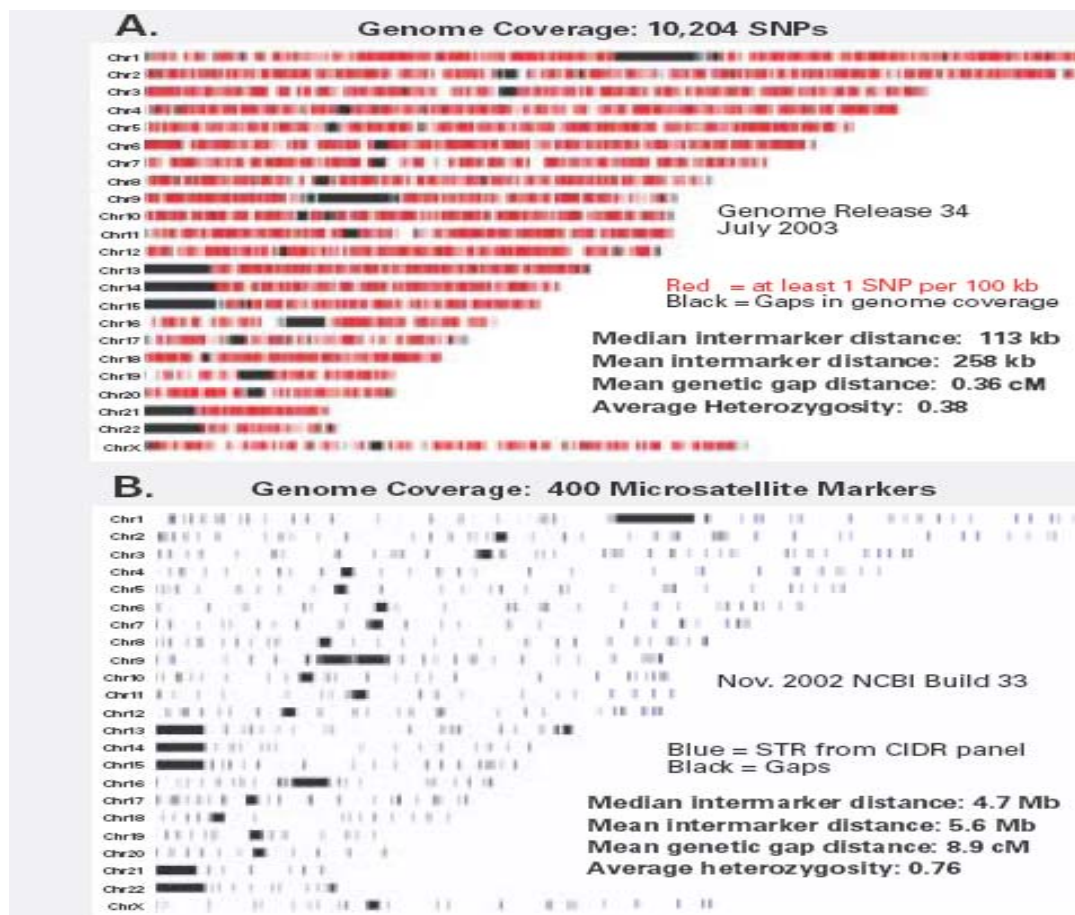 A.
Genome Coverage: 10,204 SNPs
Chr1
Chr2
Chr3
Chr4
Chr5
Chr6
Chr7
Chr8
Chr9
Chr10
Chr11
Chr12
Chr13
Chr14
Chr15
Chr16
Chr17
Chr18
Chr19
Chr20
Chr21
Chr22
ChrX
Genome Release 34
July 2003
Red = at least 1 SNP per 100 kb
Black = Gaps in genome coverage
Median intermarker distance: 113 kb
Mean intermarker distance: 258 kb
Mean genetic gap distance: 0.36 cM
Average Heterozygosity: 0.38
B.
Genome Coverage: 400 Microsatellite Markers
Chr1
Chr2
Chr3
Chr4
Chr5
Chr6
Chr7
Chr8
Chr9
Chr10
Chr11
Chr12
Chr13
Chr14
Chr15
Chr16
Chr17
Chr18
Chr19
Chr20
Chr21
Chr22
ChrX
Nov. 2002 NCBI Build 33
Blue = STR from CIDR panel
Black = Gaps
Median intermarker distance: 4.7 Mb
Mean intermarker distance: 5.6 Mb
Mean genetic gap distance: 8.9 cM
Average heterozygosity: 0.76